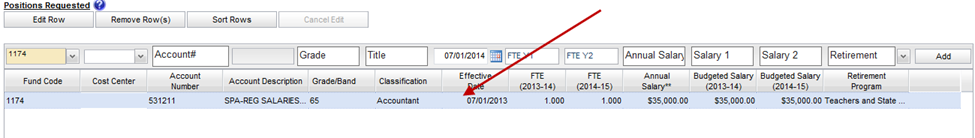 Positions Requested ?
Edit Row Remove Row(s) Sort Rows Cancel Edit
1174 Account# Grade Title 07/01/2014 FTE Y1 FTE Y2 Annual Salary Salary 1 Salary 2 Retirement Add
Fund Code Cost Center Account Number Account Description Grade/Band Classification Effective Date FTE (2013-14) FTE (2014-15) Annual Salary** Budgeted Salary (2013-14) Budgeted Salary (2014-15) Retirement Program
1174 531211 SPA-REG SALARIES... 65 Accountant 07/01/2013 1.000 1.000 $35,000.00 $35,000.00 $35,000.00 Teachers and State ...